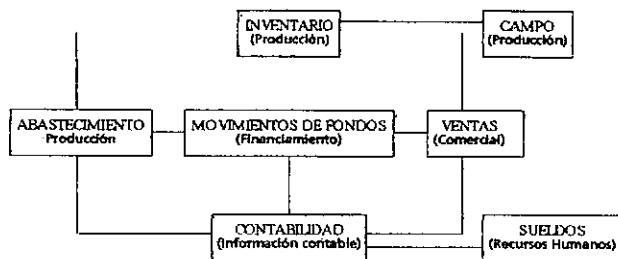 INVENTARIO
(Producción)
CAMPO
(Producción)
ABASTECIMIENTO
Producción
MOVIMIENTOS DE FONDOS
(Financiamiento)
VENTAS
(Comercial)
CONTABILIDAD
(Información contable)
SUELDOS
(Recursos Humanos)